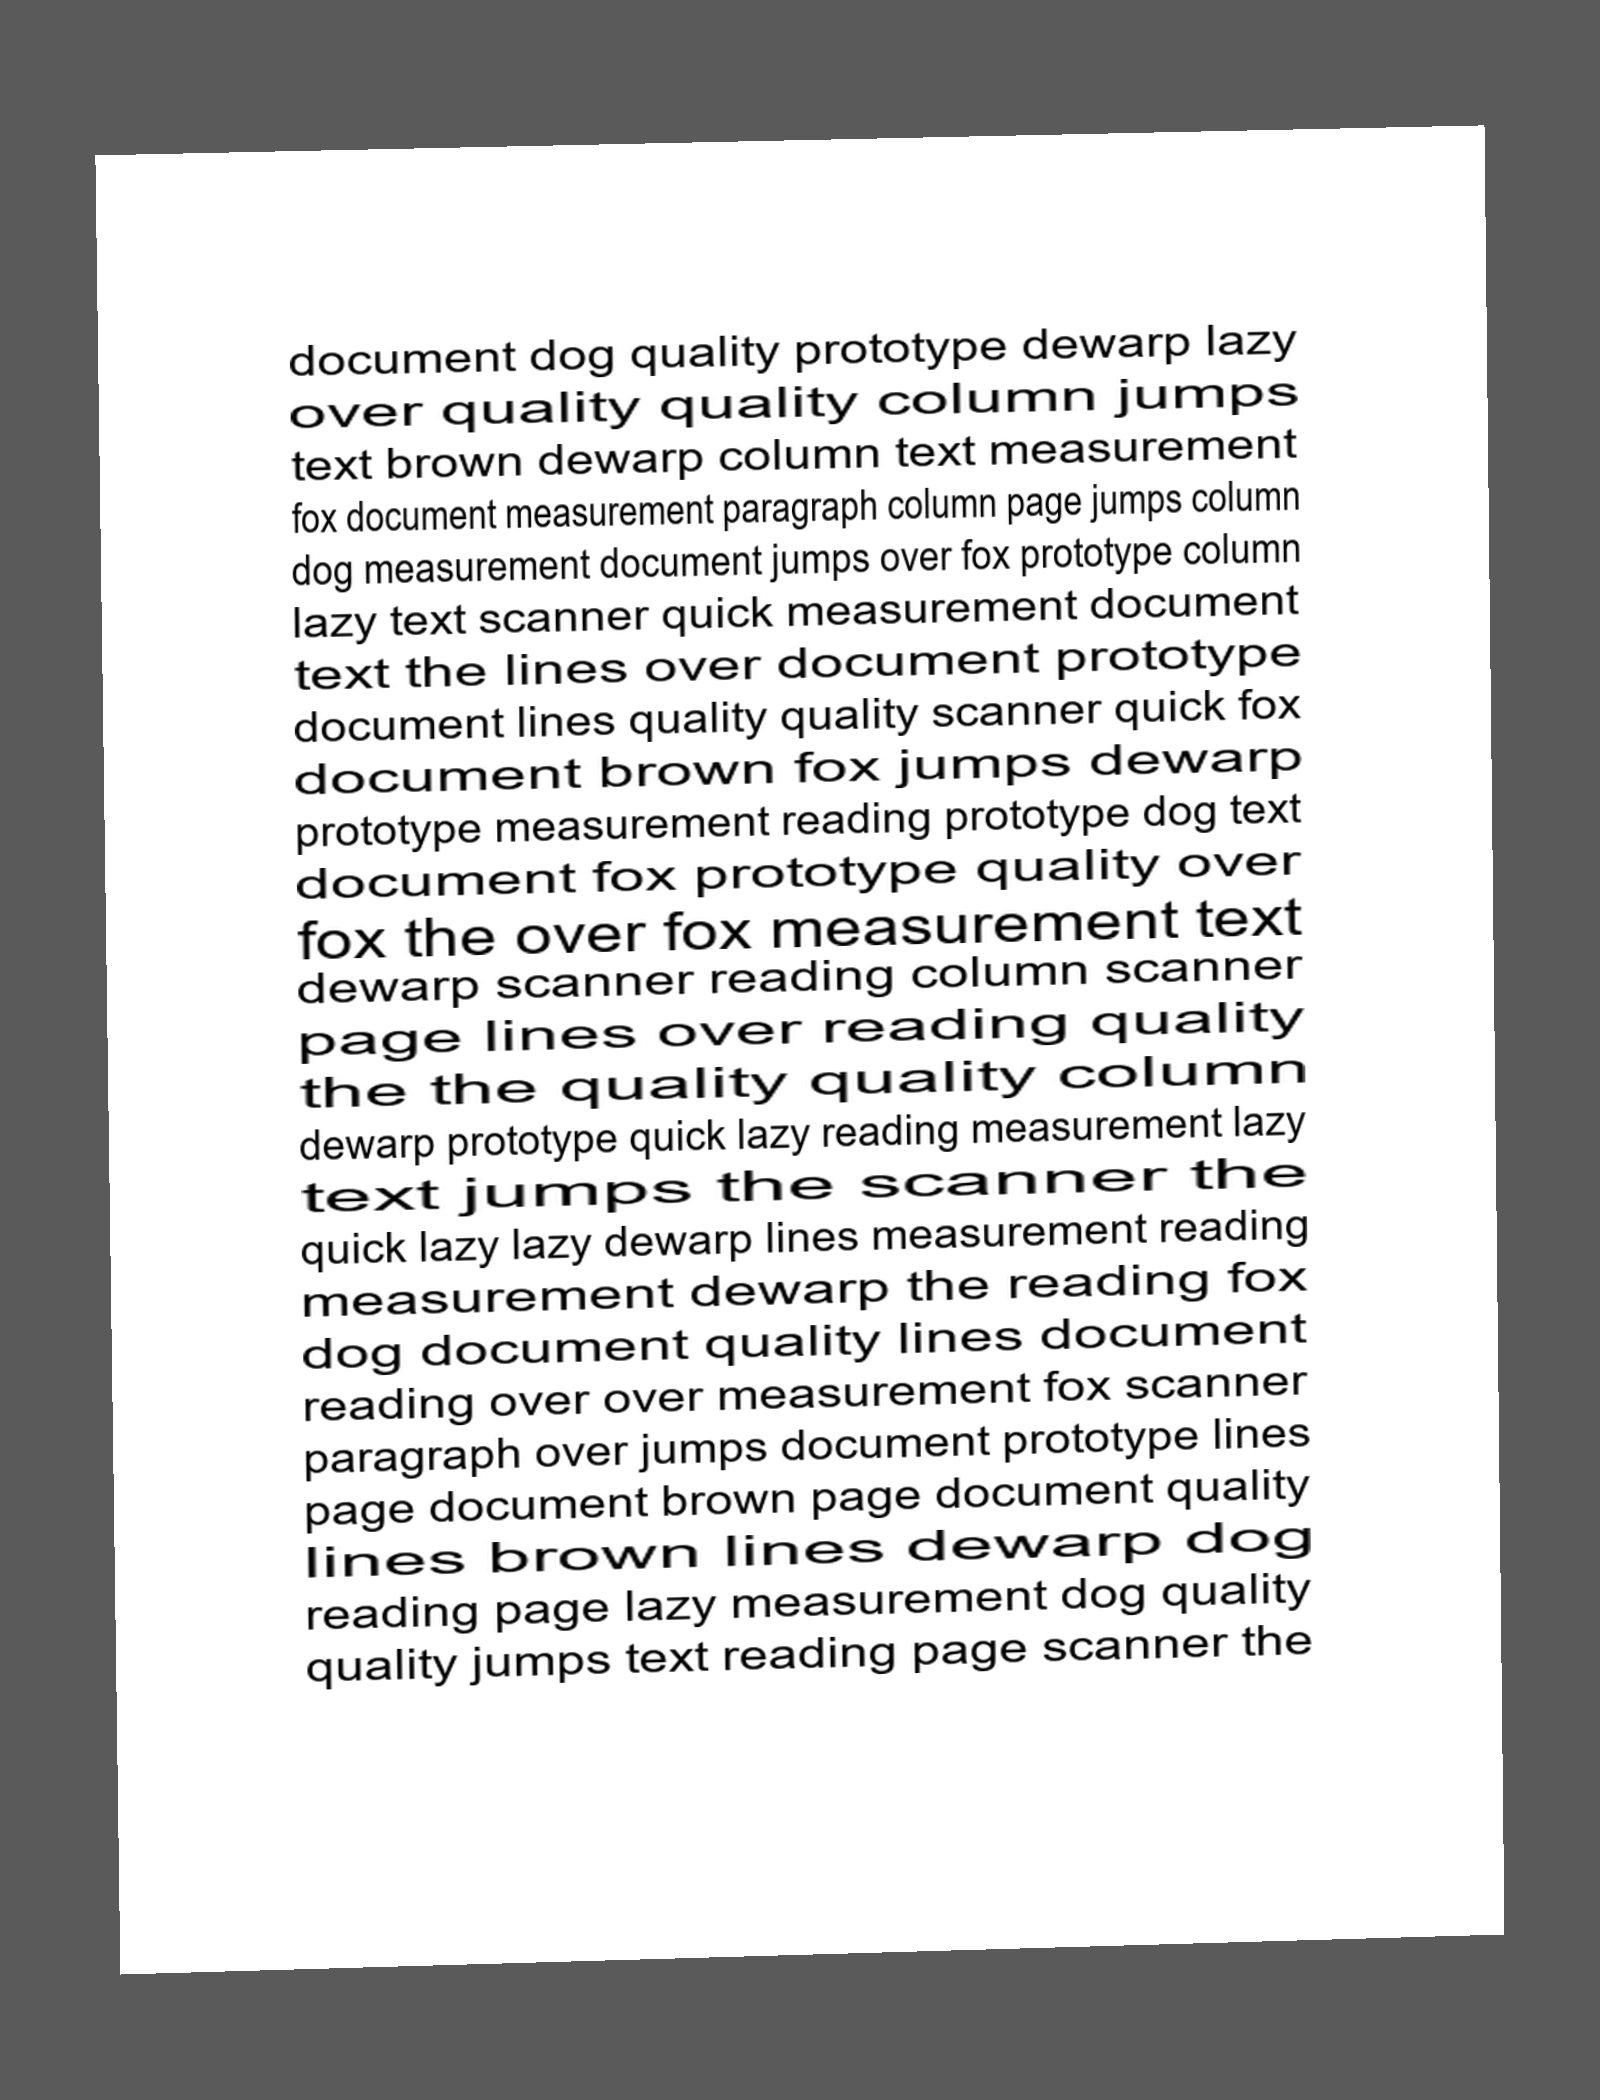 document dog quality prototype dewarp lazy
over quality quality column jumps
text brown dewarp column text measurement
fox document measurement paragraph column page jumps column
dog measurement document jumps over fox prototype column
lazy text scanner quick measurement document
text the lines over document prototype
document lines quality quality scanner quick fox
document brown fox jumps dewarp
prototype measurement reading prototype dog text
document fox prototype quality over
fox the over fox measurement text
dewarp scanner reading column scanner
page lines over reading quality
the the quality quality column
dewarp prototype quick lazy reading measurement lazy
text jumps the scanner the
quick lazy lazy dewarp lines measurement reading
measurement dewarp the reading fox
dog document quality lines document
reading over over measurement fox scanner
paragraph over jumps document prototype lines
page document brown page document quality
lines brown lines dewarp dog
reading page lazy measurement dog quality
quality jumps text reading page scanner the